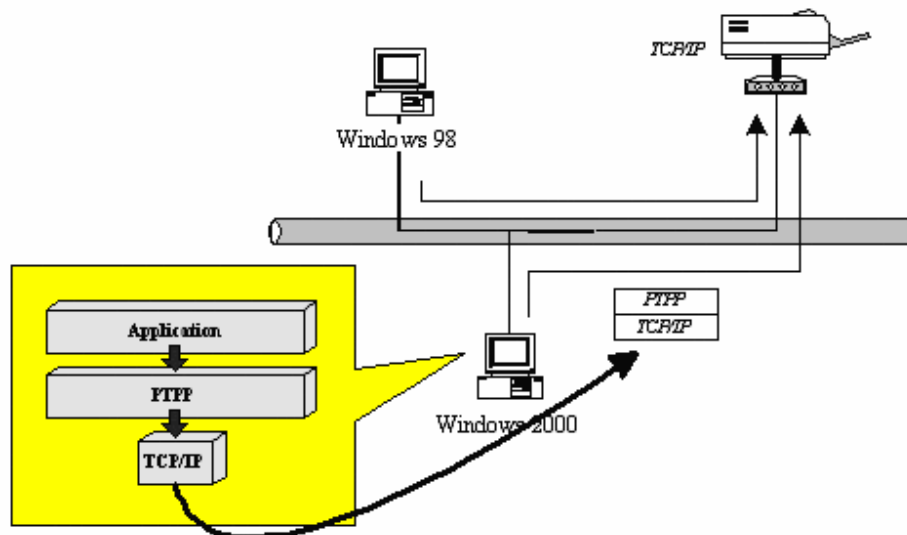 TCP/IP
Windows 98
PTPP
TCP/IP
Application
PTPP
TCP/IP
Windows 2000